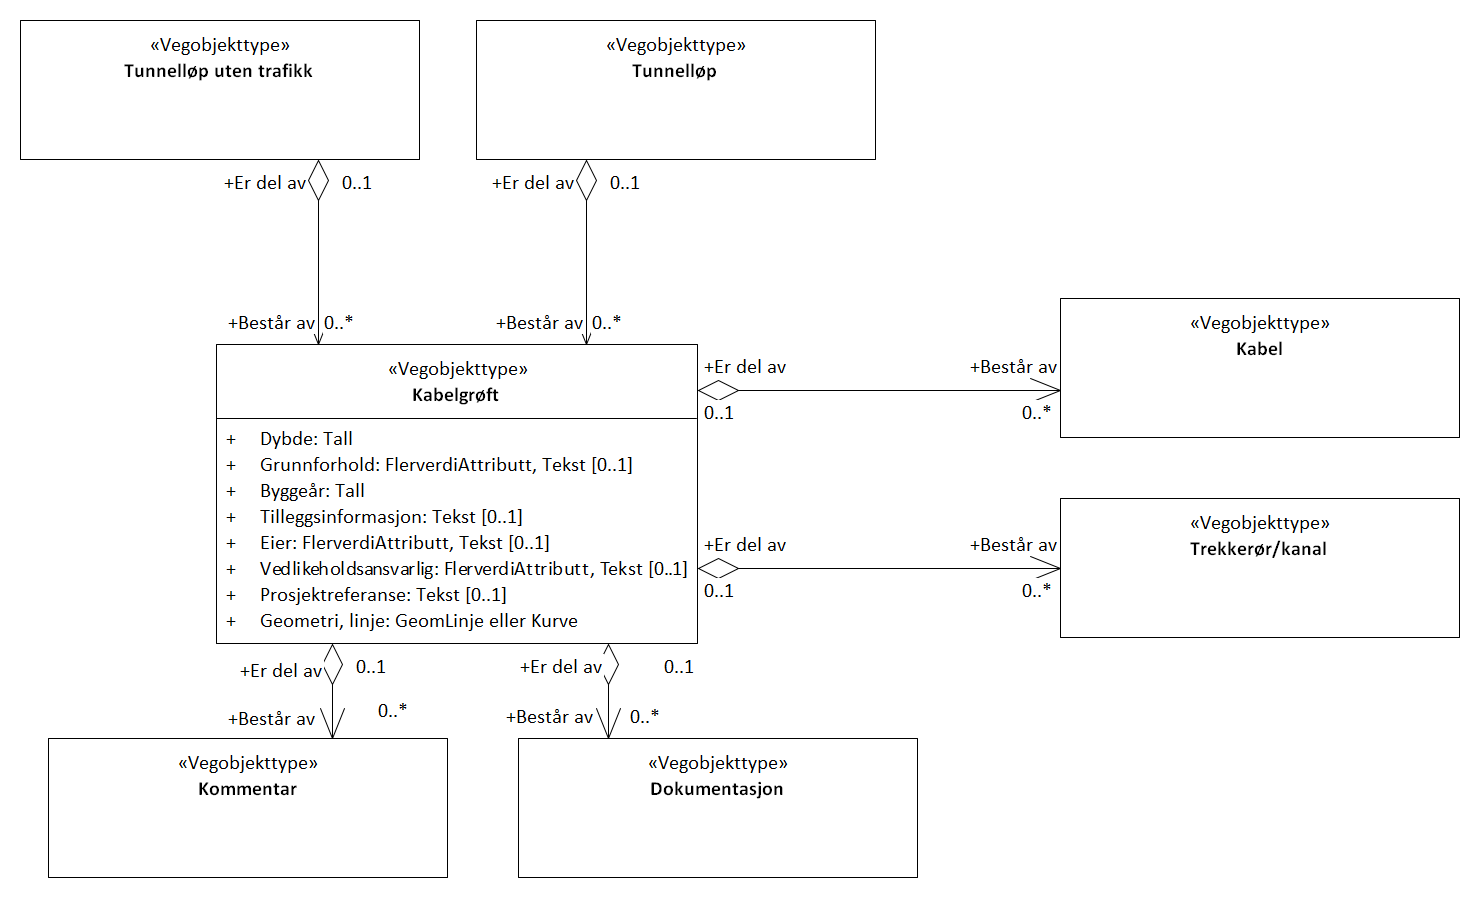 «Vegobjekttype»
Tunnelløp uten trafikk
«Vegobjekttype»
Tunnelløp
+Er del av 0..1
+Er del av 0..1
+Består av 0..*
+Består av 0..*
«Vegobjekttype»
Kabel
«Vegobjekttype»
Kabelgrøft
+ Dybde: Tall
+ Grunnforhold: FlerverdiAttributt, Tekst [0..1]
+ Byggeår: Tall
+ Tilleggsinformasjon: Tekst [0..1]
+ Eier: FlerverdiAttributt, Tekst [0..1]
+ Vedlikeholdsansvarlig: FlerverdiAttributt, Tekst [0..1]
+ Prosjektreferanse: Tekst [0..1]
+ Geometri, linje: GeomLinje eller Kurve
+Er del av
0..1
+Består av
0..*
«Vegobjekttype»
Trekkerør/kanal
+Er del av
0..1
+Består av
0..*
+Er del av 0..1
+Består av 0..*
+Er del av 0..1
+Består av 0..*
«Vegobjekttype»
Kommentar
«Vegobjekttype»
Dokumentasjon